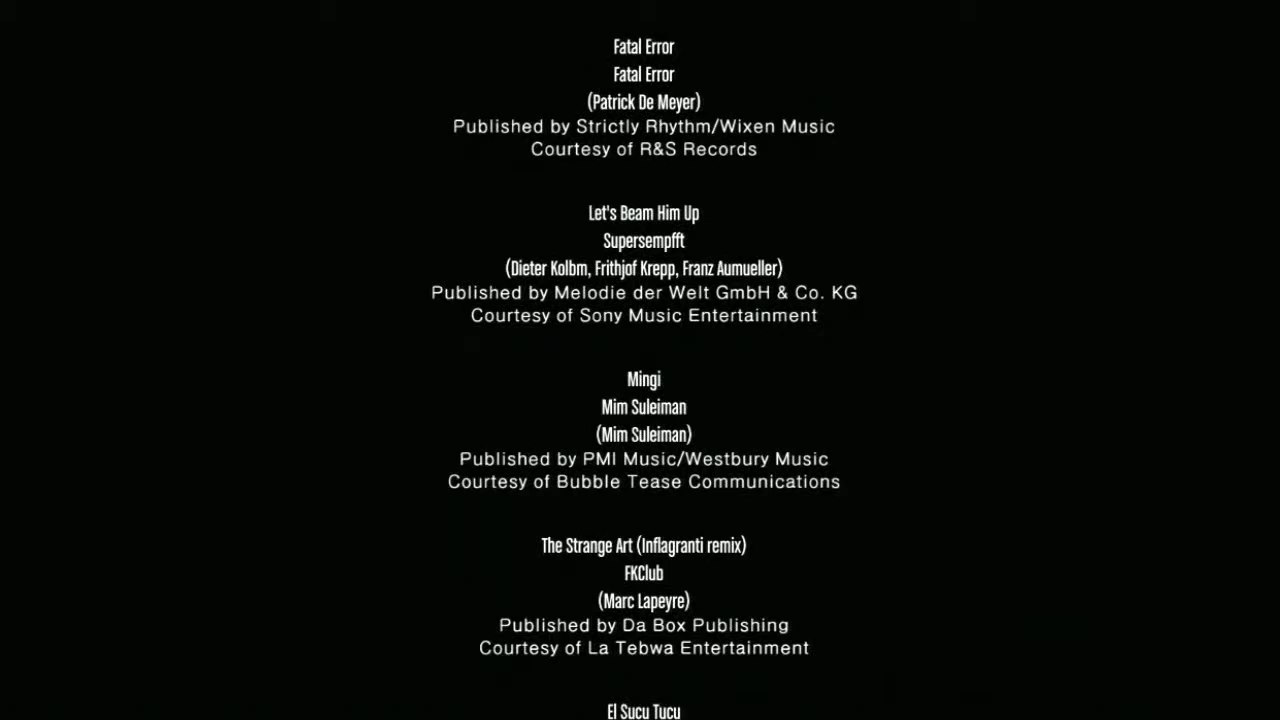 Fatal Error
Fatal Error
(Patrick De Meyer)
Published by Strictly Rhythm/Wixen Music
Courtesy of R&S Records
Let's Beam Him Up
Supersempfft
(Dieter Kolbm, Frithjof Krepp, Franz Aumueller)
Published by Melodie der Welt GmbH & Co. KG
Courtesy of Sony Music Entertainment
Mingi
Mim Suleiman
(Mim Suleiman)
Published by PMI Music/Westbury Music
Courtesy of Bubble Tease Communications
The Strange Art (Inflagranti remix)
FKClub
(Marc Lapeyre)
Published by Da Box Publishing
Courtesy of La Tebwa Entertainment
El Sucu Tucu